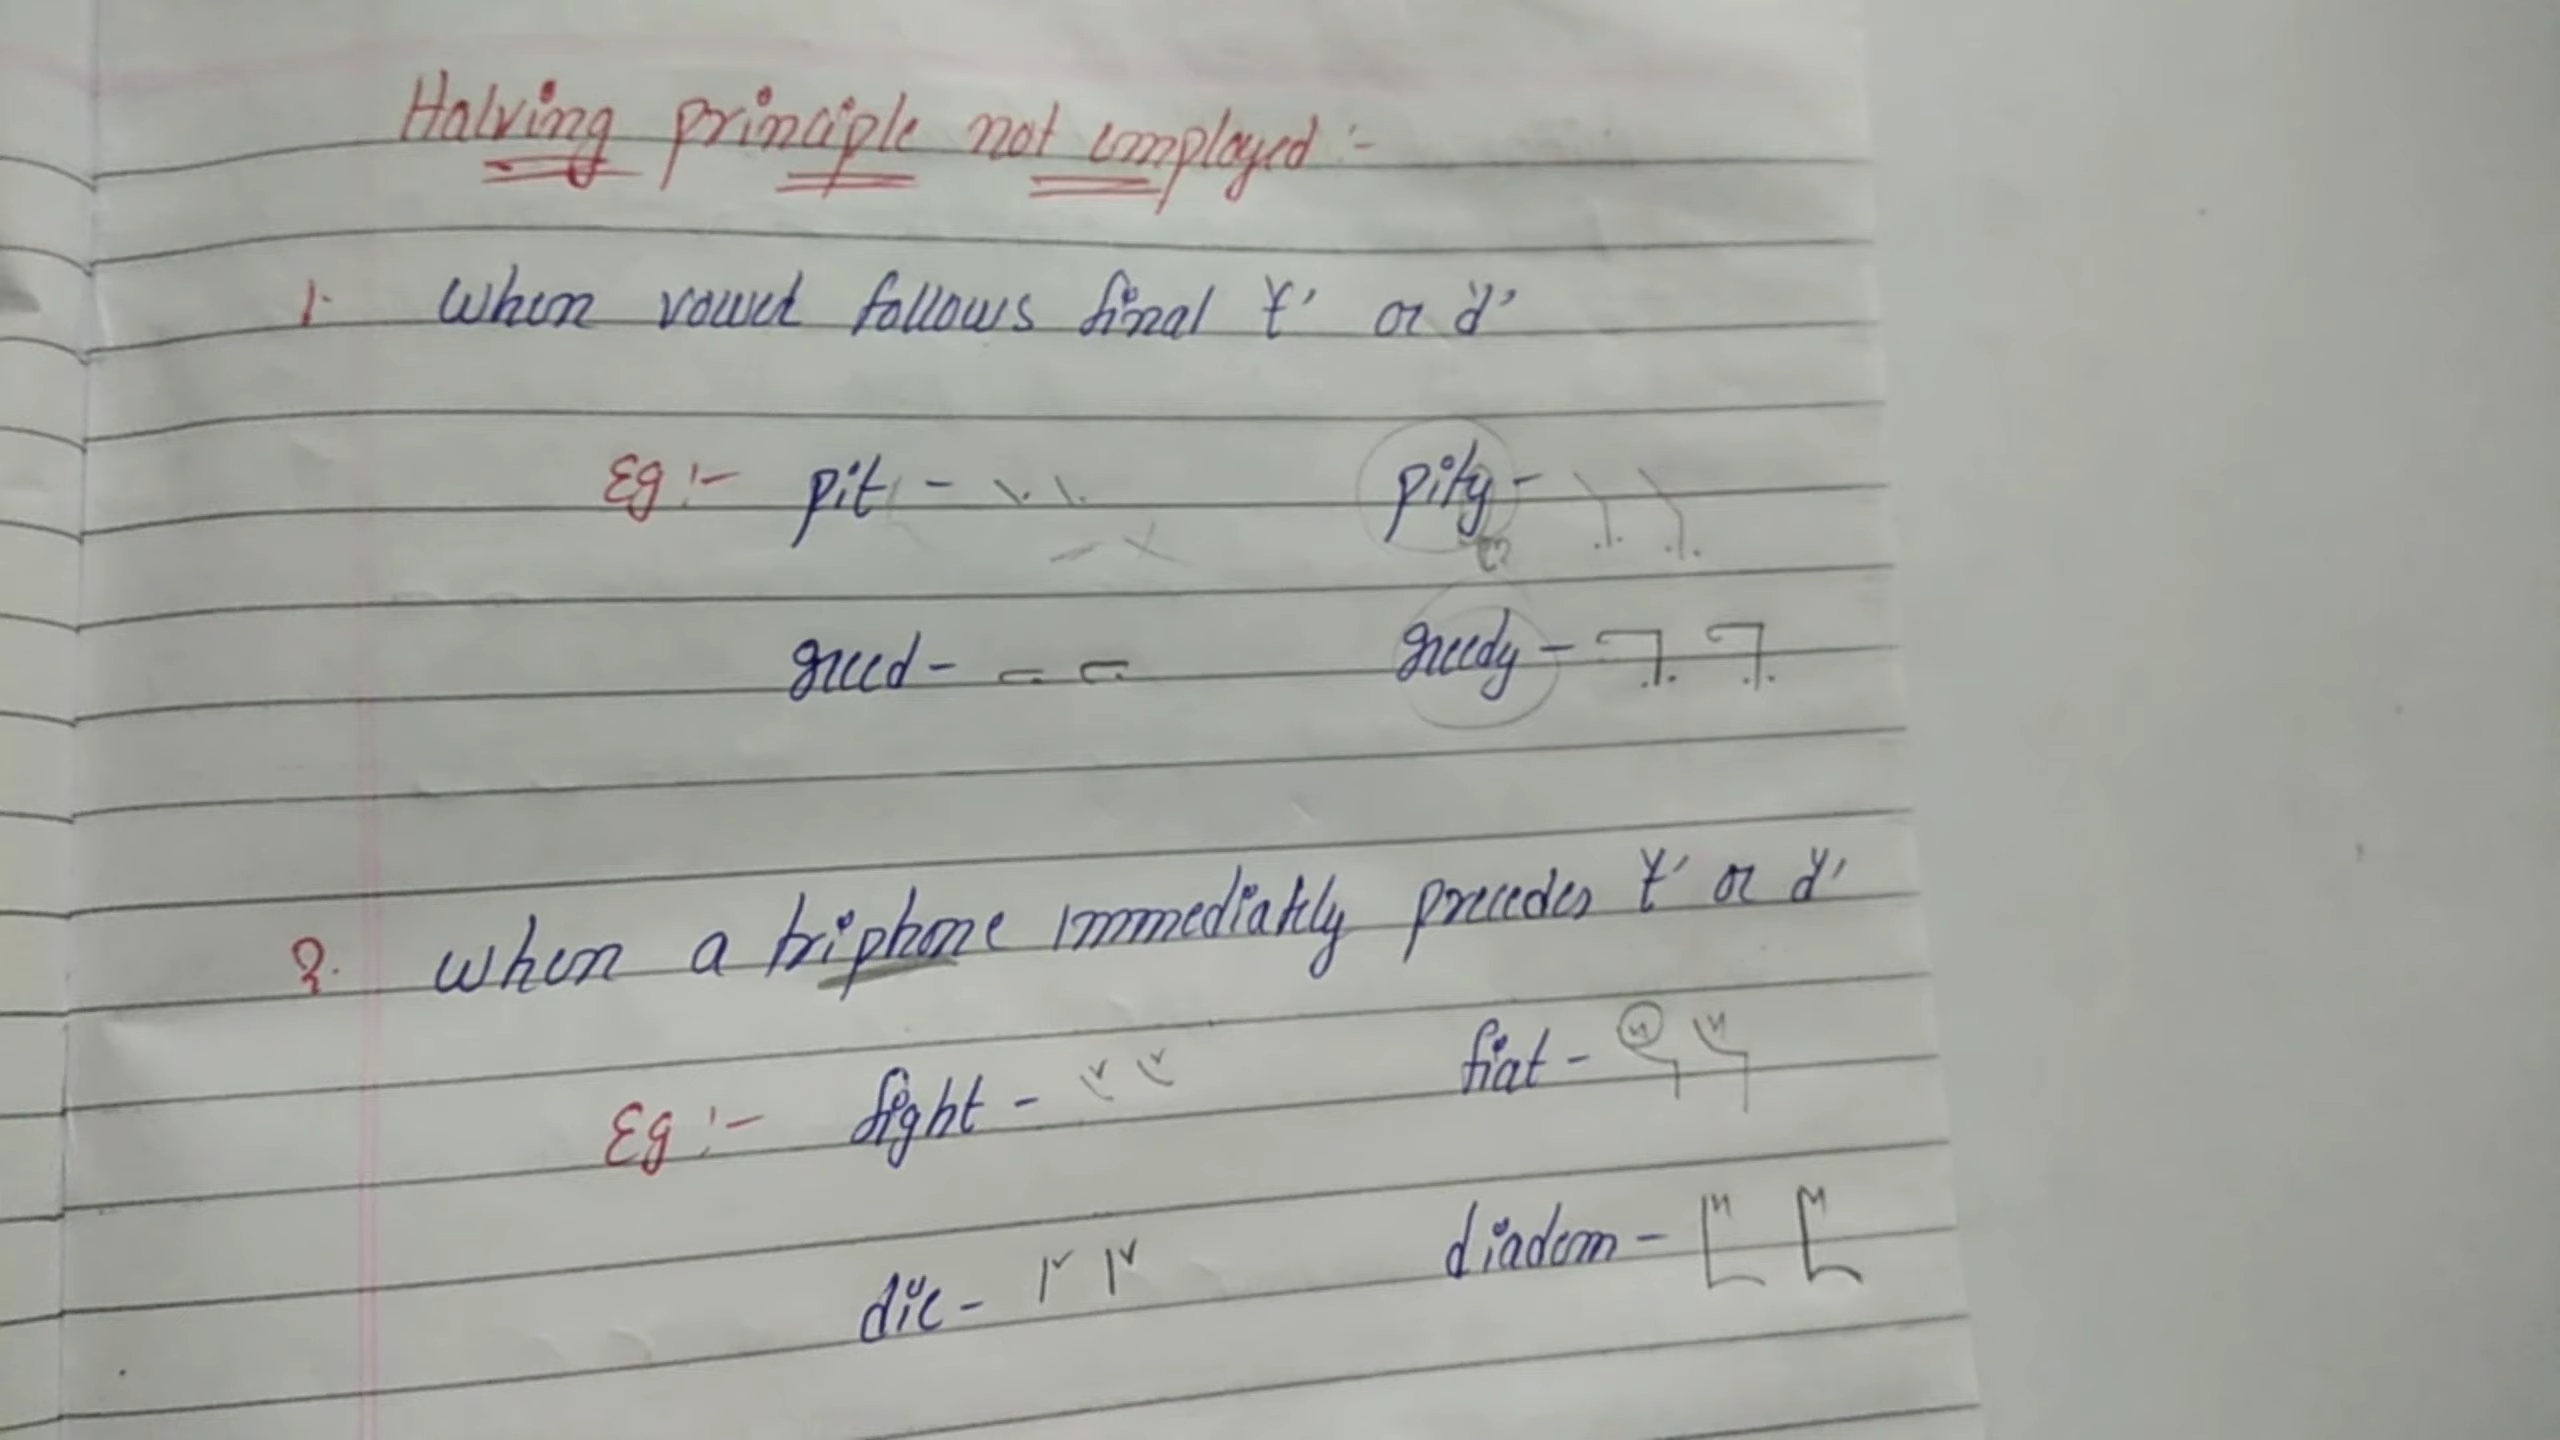 Halving principle not employed :-
1. When vowel follows final 't' or 'd'
Eg :- pit - pity -
greed - greedy -
2. When a triphone immediately precedes 't' or 'd'
Eg :- fight - fiat -
die - diadem -